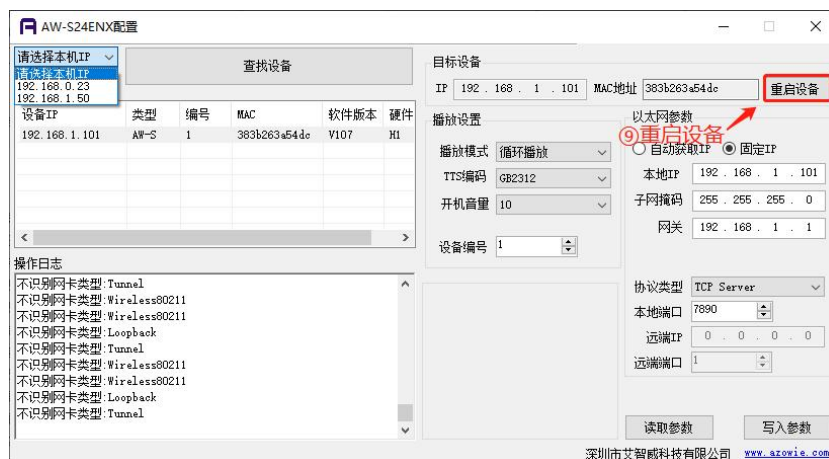 AW-S24ENX配置
请选择本机IP
请选择本机IP
192.168.0.23
192.168.1.50
查找设备
设备IP 类型 编号 MAC 软件版本 硬件
192.168.1.101 AW-S 1 383b263a54dc V107 H1
操作日志
不识别网卡类型:Tunnel
不识别网卡类型:Wireless80211
不识别网卡类型:Wireless80211
不识别网卡类型:Loopback
不识别网卡类型:Tunnel
不识别网卡类型:Wireless80211
不识别网卡类型:Wireless80211
不识别网卡类型:Loopback
不识别网卡类型:Tunnel
目标设备
IP 192 . 168 . 1 . 101 MAC地址 383b263a54dc 重启设备
⑨重启设备
播放设置
播放模式 循环播放
TTS编码 GB2312
开机音量 10
设备编号 1
以太网参数
自动获取IP 固定IP
本地IP 192 . 168 . 1 . 101
子网掩码 255 . 255 . 255 . 0
网关 192 . 168 . 1 . 1
协议类型 TCP Server
本地端口 7890
远端IP 0 . 0 . 0 . 0
远端端口 1
读取参数 写入参数
深圳市艾智威科技有限公司 www.azowie.com